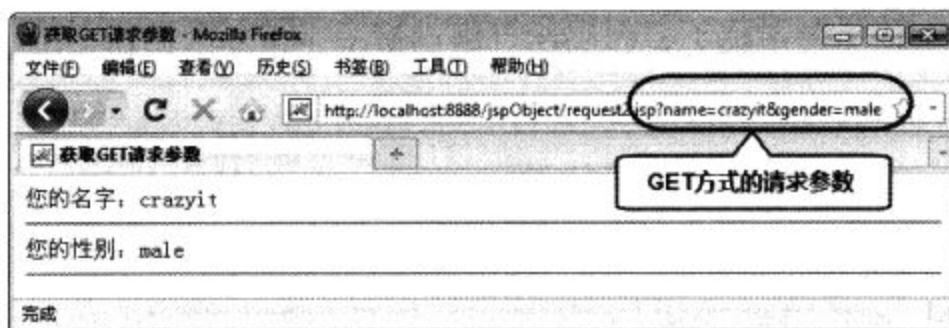 获取GET请求参数 - Mozilla Firefox
文件(F) 编辑(E) 查看(V) 历史(S) 书签(B) 工具(T) 帮助(H)
http://localhost:8888/jspObject/request2.jsp?name=crazyit&gender=male
获取GET请求参数
GET方式的请求参数
您的名字：crazyit
您的性别：male
完成